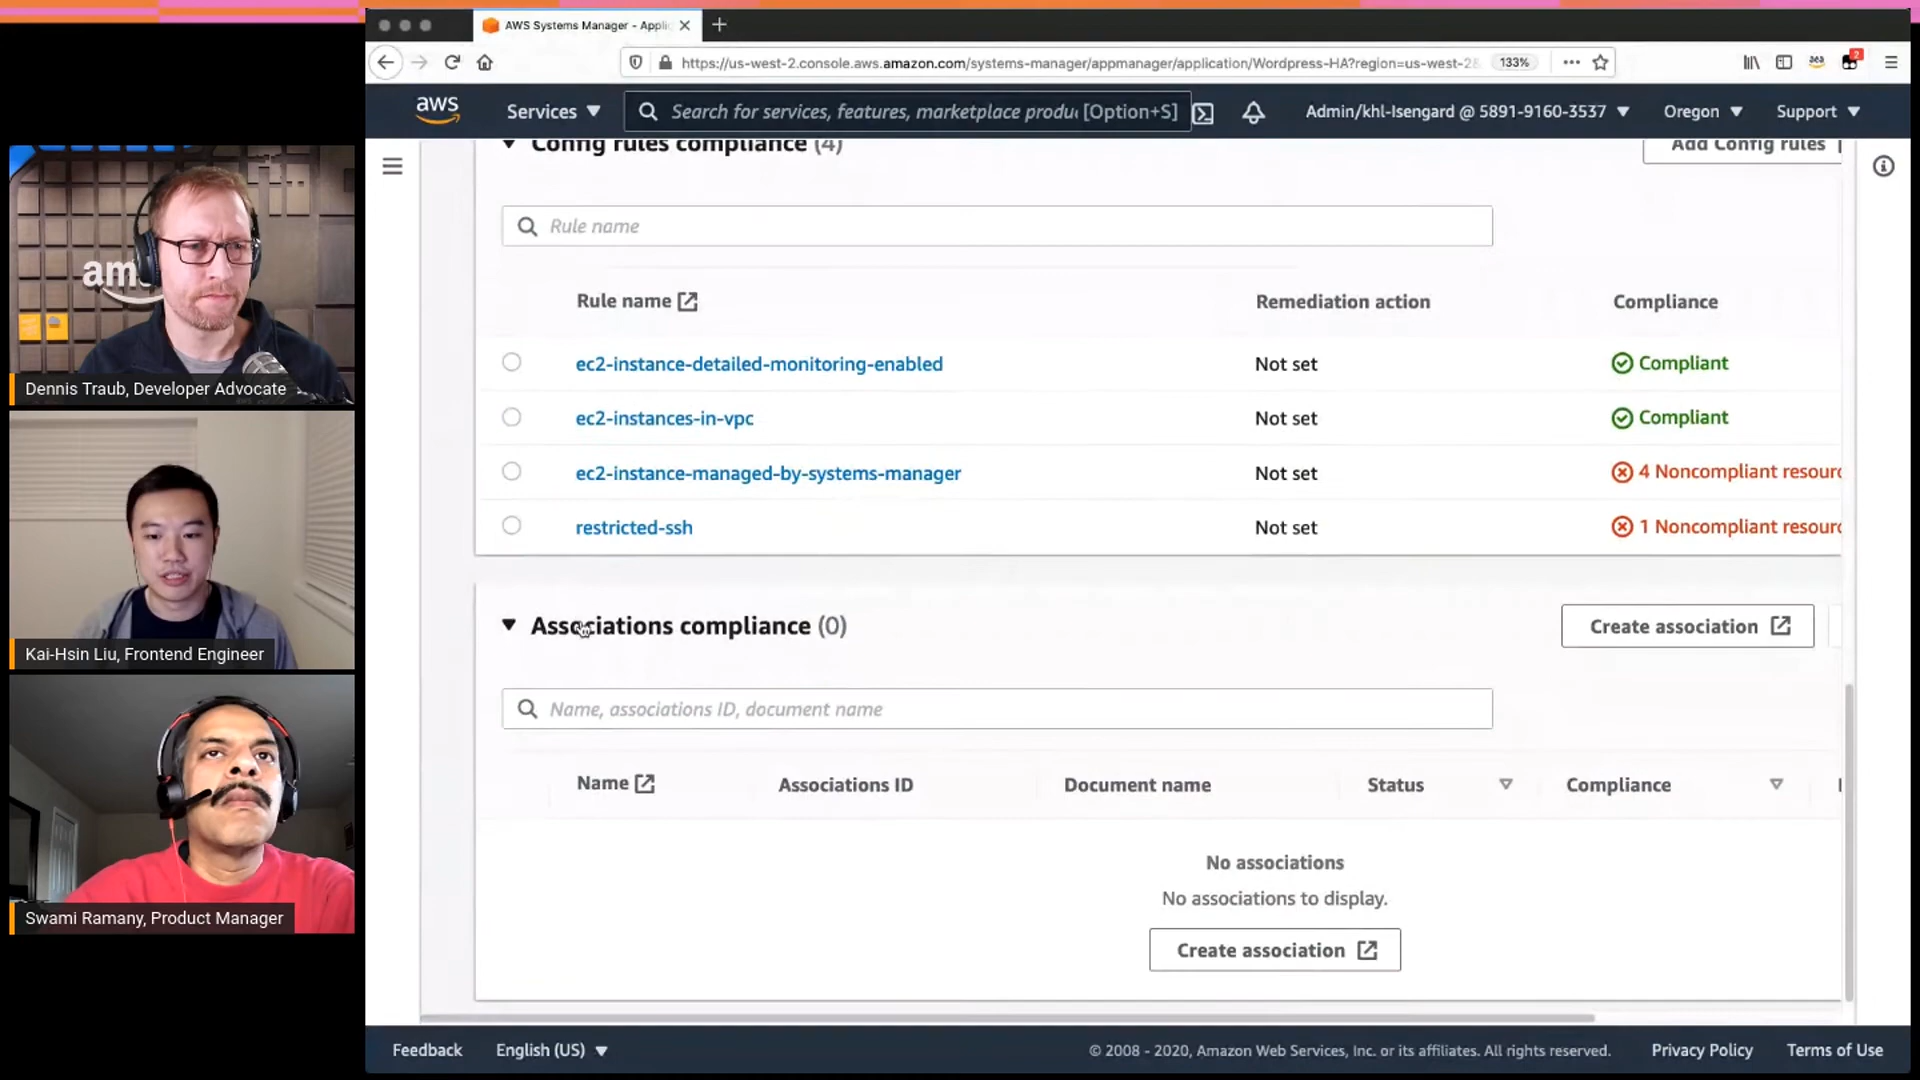 am
Dennis Traub, Developer Advocate
Kai-Hsin Liu, Frontend Engineer
Swami Ramany, Product Manager
AWS Systems Manager - Applic
https://us-west-2.console.aws.amazon.com/systems-manager/appmanager/application/Wordpress-HA?region=us-west-2
133%
2
aws
Services
Search for services, features, marketplace produ [Option+S]
Admin/khl-Isengard @ 5891-9160-3537
Oregon
Support
Config rules compliance (4)
Add Config rules
Rule name
Rule name
Remediation action
Compliance
ec2-instance-detailed-monitoring-enabled
Not set
Compliant
ec2-instances-in-vpc
Not set
Compliant
ec2-instance-managed-by-systems-manager
Not set
4 Noncompliant resourc
restricted-ssh
Not set
1 Noncompliant resourc
Associations compliance (0)
Create association
Name, associations ID, document name
Name
Associations ID
Document name
Status
Compliance
No associations
No associations to display.
Create association
Feedback
English (US)
© 2008 - 2020, Amazon Web Services, Inc. or its affiliates. All rights reserved.
Privacy Policy
Terms of Use